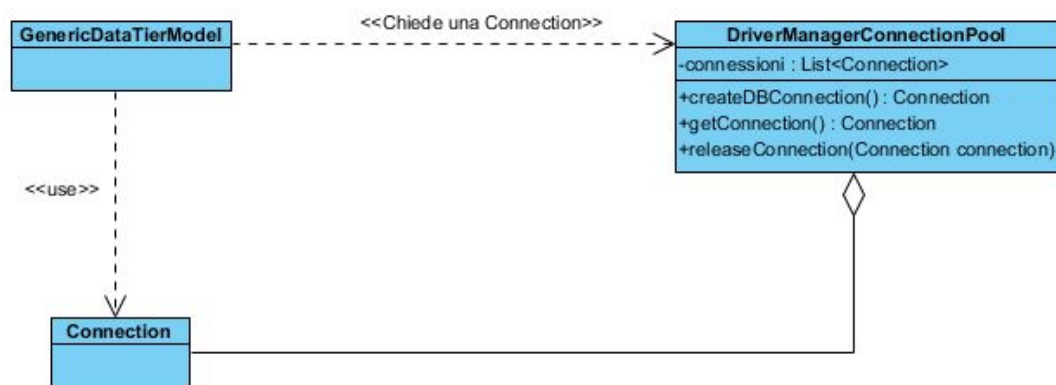 <<Chiede una Connection>>
GenericDataTierModel
DriverManagerConnectionPool
-connessioni : List<Connection>
+createDBConnection() : Connection
+getConnection() : Connection
+releaseConnection(Connection connection)
<<use>>
Connection